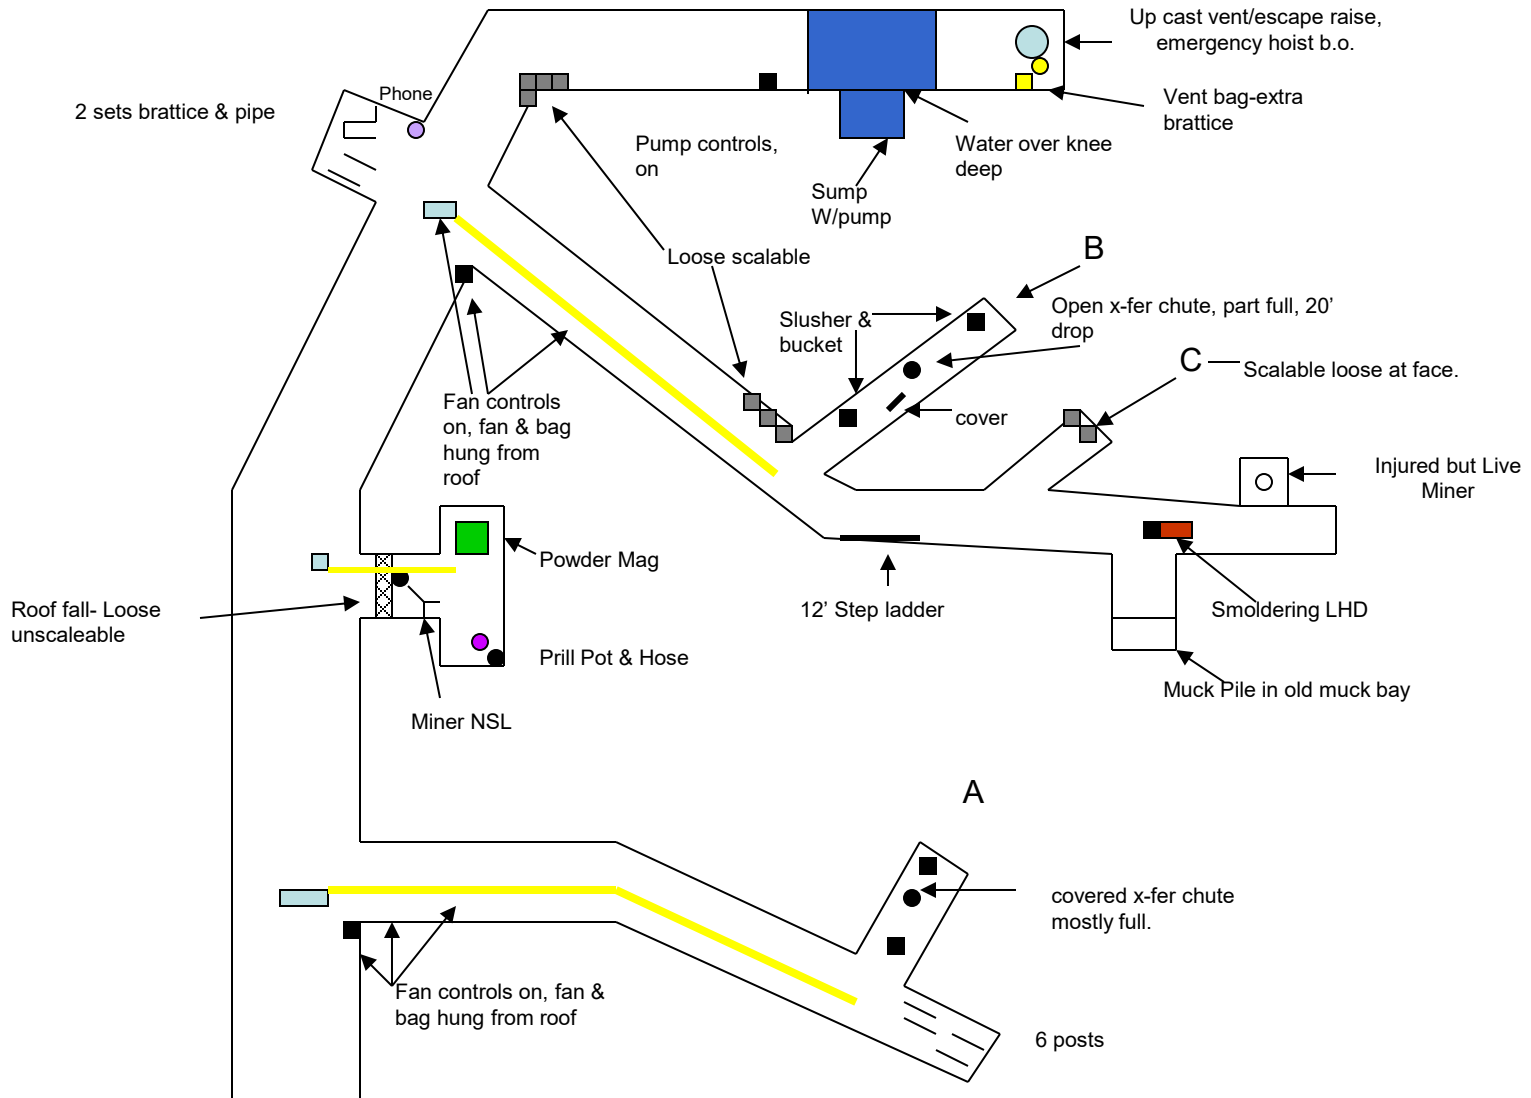 Up cast vent/escape raise,
emergency hoist b.o.
Phone
2 sets brattice & pipe
Vent bag-extra
brattice
Pump controls,
on
Water over knee
deep
Sump
W/pump
Loose scalable
B
Open x-fer chute, part full, 20’
drop
Slusher &
bucket
C
Scalable loose at face.
Fan controls
on, fan & bag
hung from
roof
cover
Injured but Live
Miner
Powder Mag
Roof fall- Loose
unscaleable
12’ Step ladder
Smoldering LHD
Prill Pot & Hose
Muck Pile in old muck bay
Miner NSL
A
covered x-fer chute
mostly full.
Fan controls on, fan &
bag hung from roof
6 posts